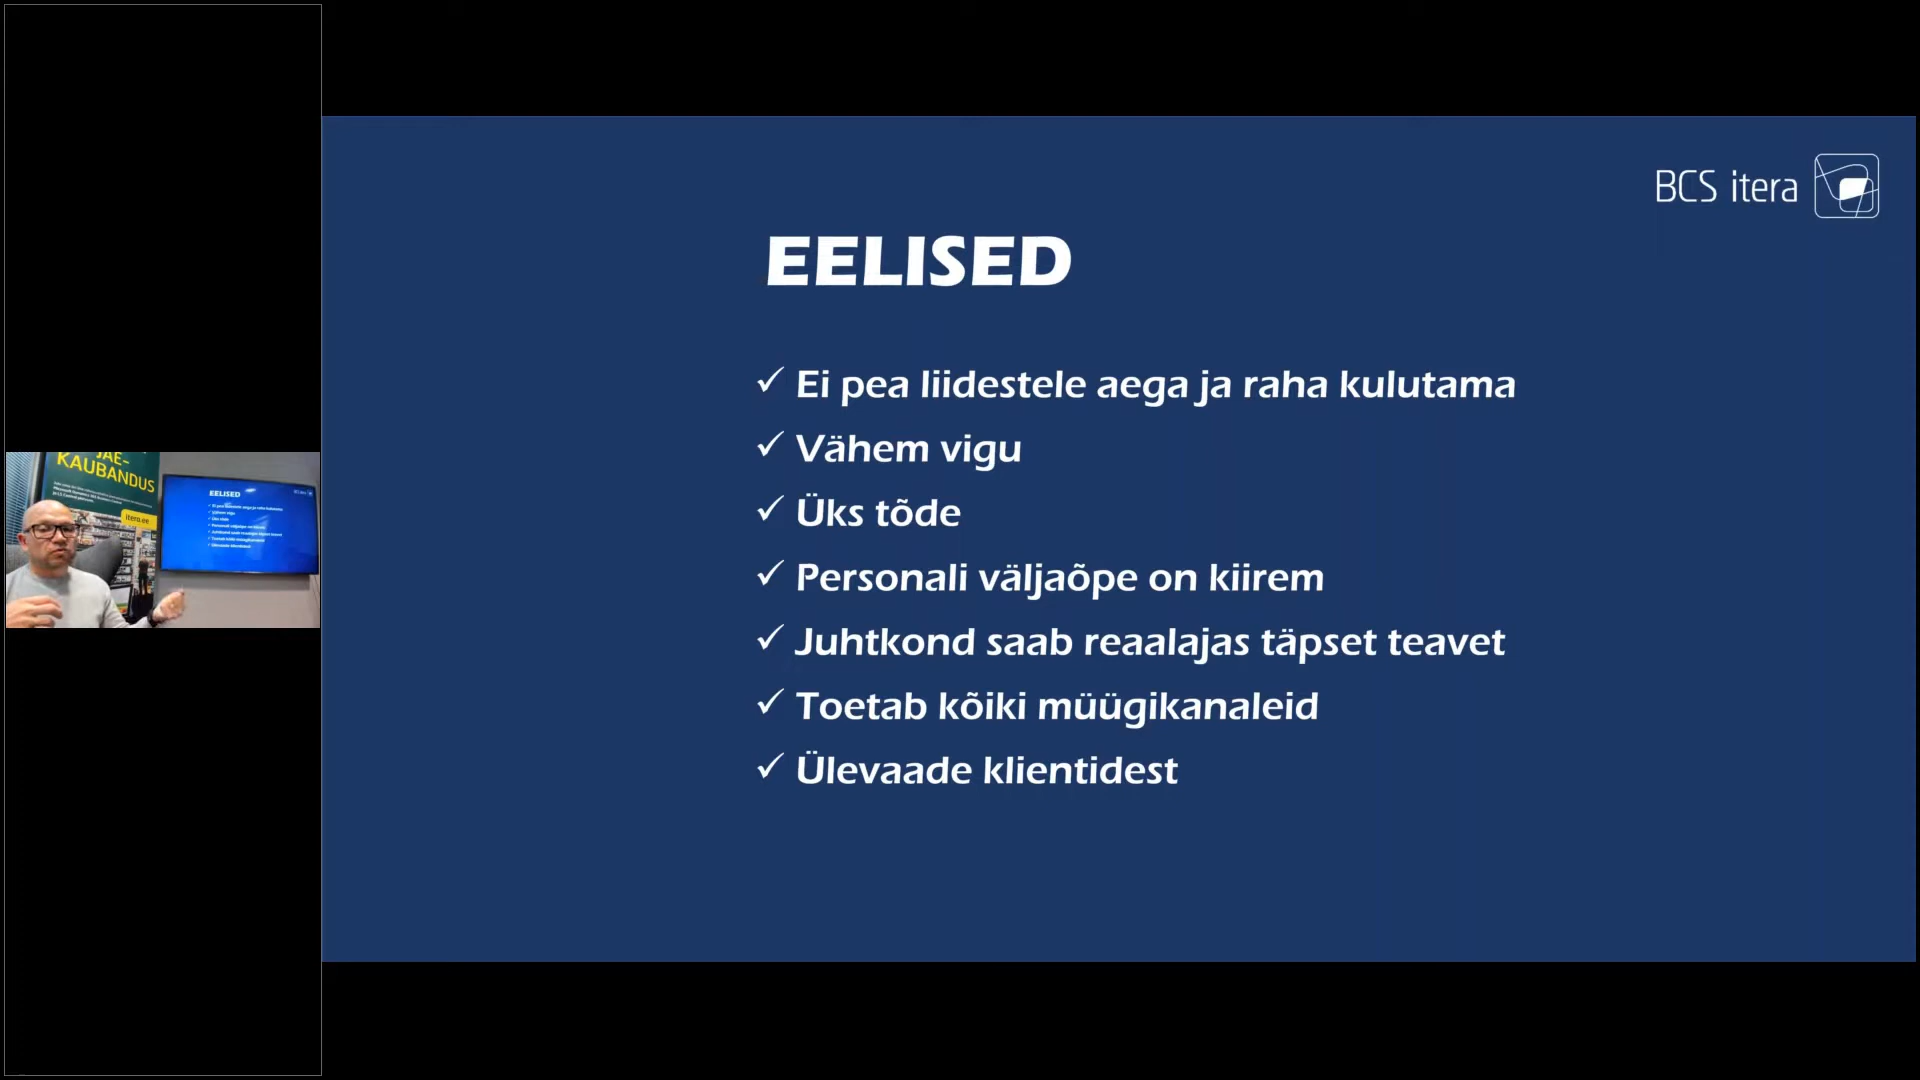 BCS itera
EELISED
✓ Ei pea liidestele aega ja raha kulutama
✓ Vähem vigu
✓ Üks tõde
✓ Personali väljaõpe on kiirem
✓ Juhtkond saab reaalajas täpset teavet
✓ Toetab kõiki müügikanaleid
✓ Ülevaade klientidest
JAE-
KAUBANDUS
itera.ee
EELISED